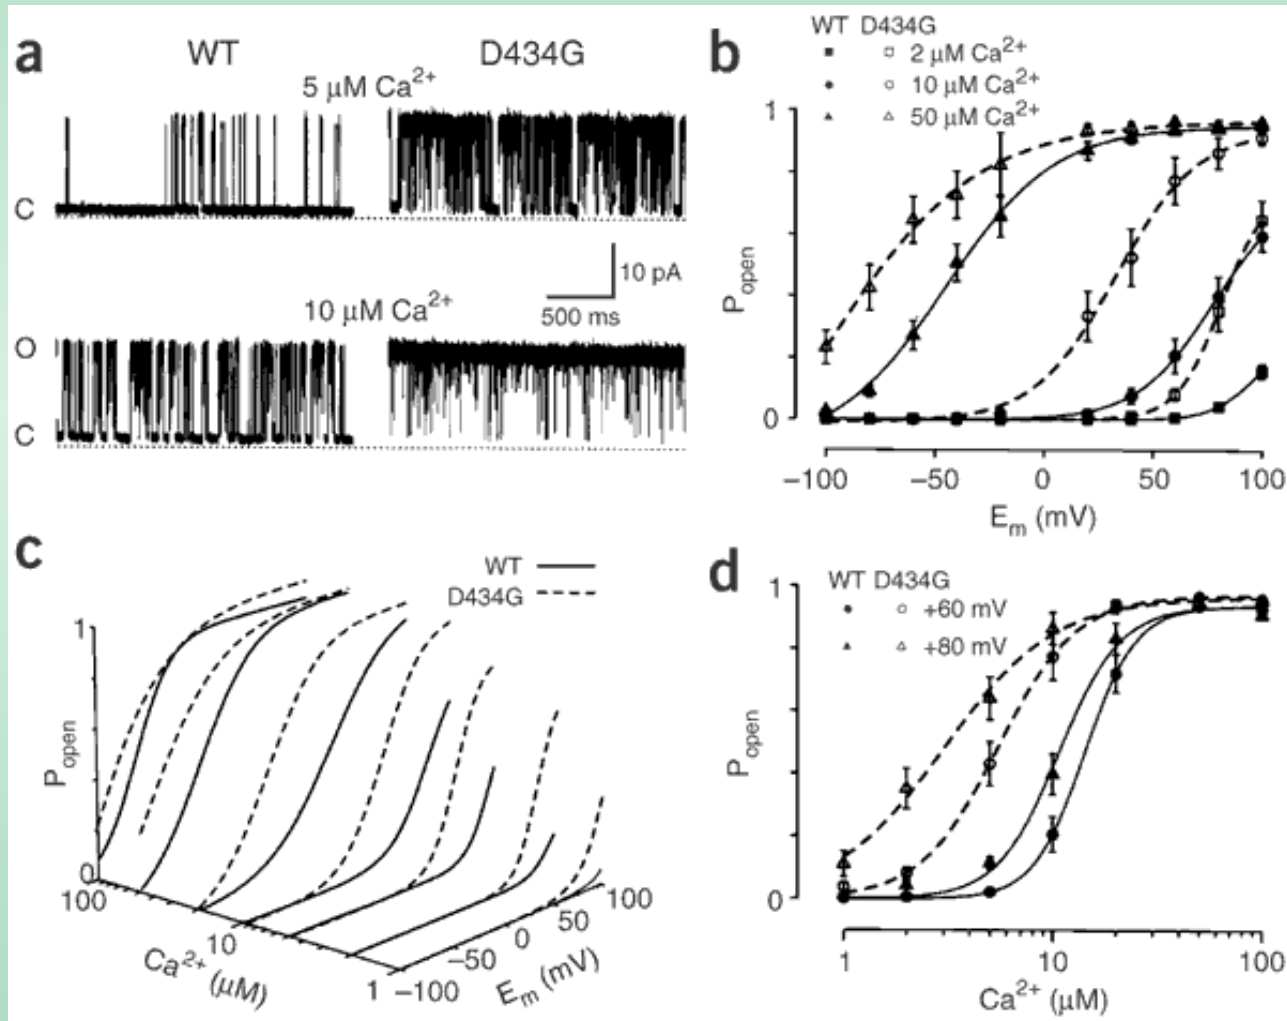 a
WT
D434G
5 μM Ca2+
C
10 pA
500 ms
10 μM Ca2+
O
C
b
WT D434G
2 μM Ca2+
10 μM Ca2+
50 μM Ca2+
1
Popen
0
–100
–50
0
50
100
Em (mV)
c
WT
D434G
1
Popen
0
100
10
1
Ca2+ (μM)
–100
–50
0
50
100
Em (mV)
d
WT D434G
+60 mV
+80 mV
1
Popen
0
1
10
100
Ca2+ (μM)